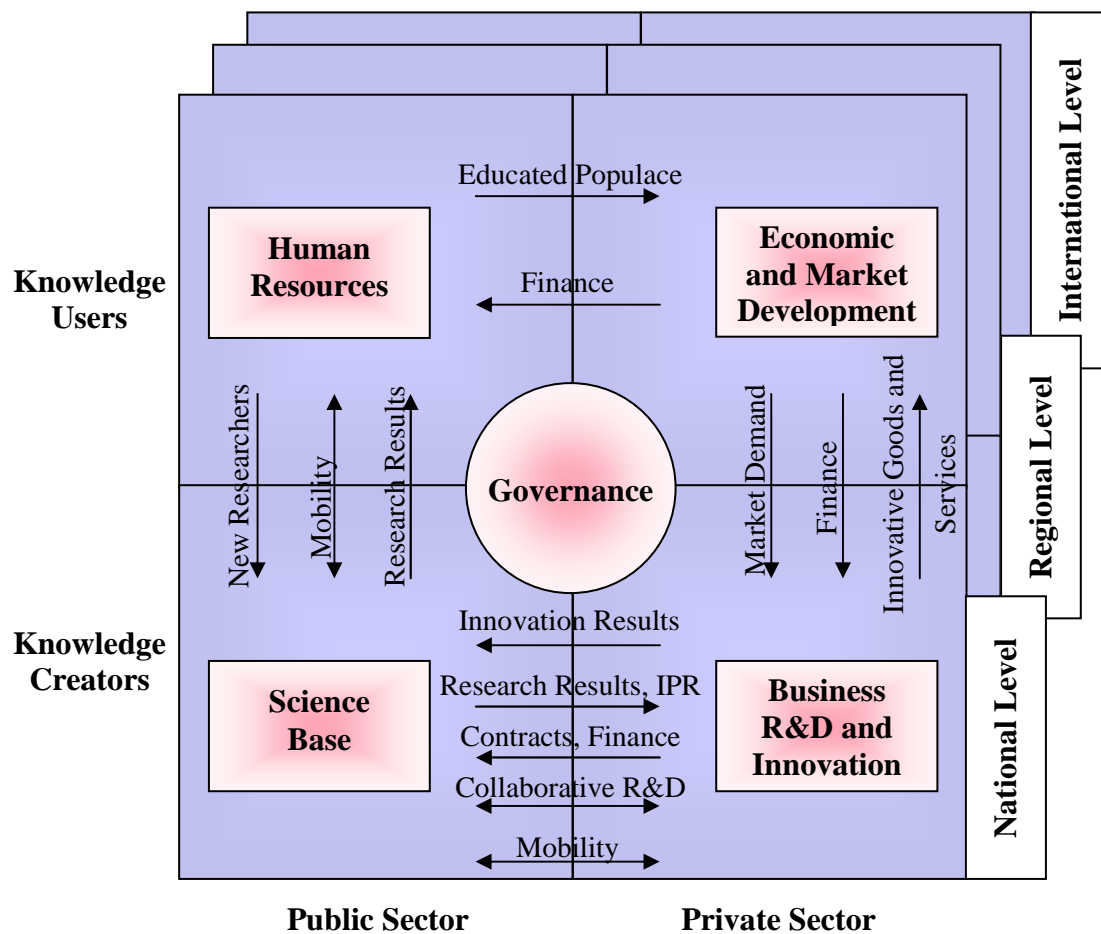 International Level
Educated Populace
Human
Resources
Economic
and Market
Development
Knowledge
Users
Finance
Regional Level
New Researchers
Mobility
Research Results
Governance
Market Demand
Finance
Innovative Goods and
Services
Innovation Results
Knowledge
Creators
National Level
Science
Base
Research Results, IPR
Business
R&D and
Innovation
Contracts, Finance
Collaborative R&D
Mobility
Public Sector
Private Sector